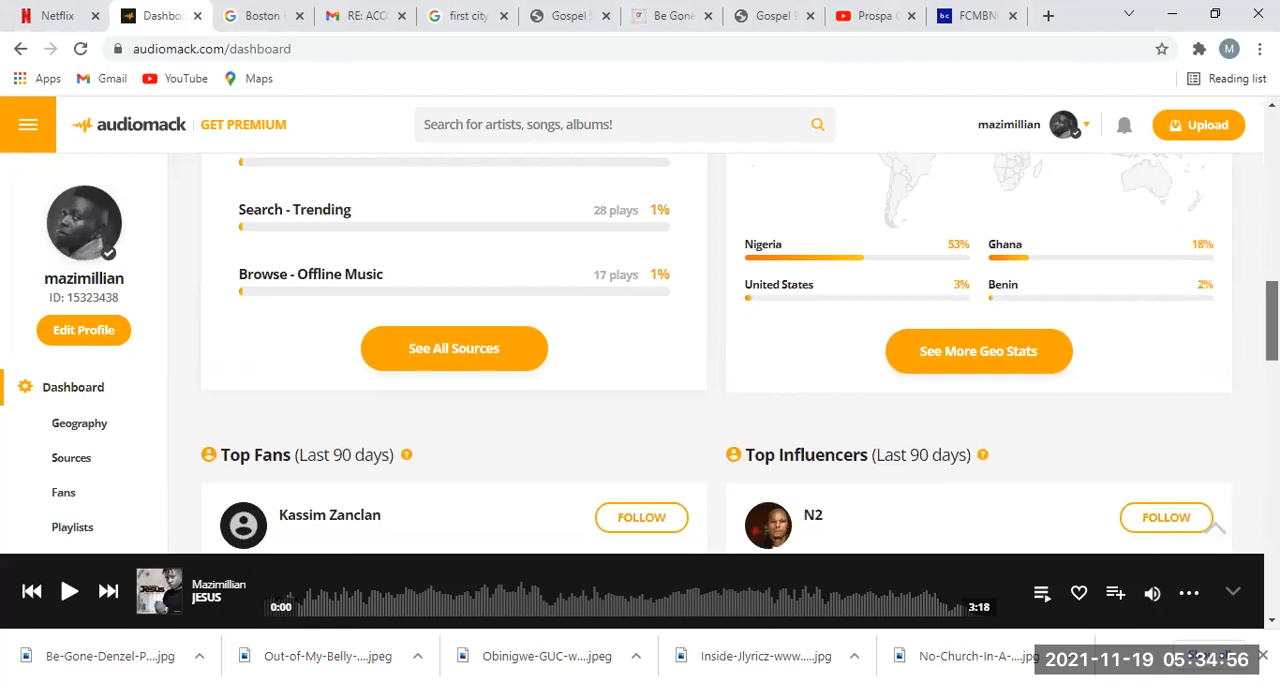 Netflix
Dashbo
Boston H
RE: ACC
first city
Gospel S
Be Gone
Gospel S
Prospa C
FCMBN
audiomack.com/dashboard
M
Apps
Gmail
YouTube
Maps
Reading list
audiomack
GET PREMIUM
Search for artists, songs, albums!
mazimillian
Upload
mazimillian
ID: 15323438
Edit Profile
Dashboard
Geography
Sources
Fans
Playlists
Search - Trending 28 plays 1%
Browse - Offline Music 17 plays 1%
See All Sources
Nigeria 53%
Ghana 18%
United States 3%
Benin 2%
See More Geo Stats
Top Fans (Last 90 days) ?
Kassim Zanclan
FOLLOW
Top Influencers (Last 90 days) ?
N2
FOLLOW
JESUS
Mazimillian
JESUS
0:00
3:18
Be-Gone-Denzel-P....jpg
Out-of-My-Belly-....jpeg
Obinigwe-GUC-w....jpeg
Inside-Jlyricz-www....jpg
No-Church-In-A-....jpg
2021-11-19 05:34:56